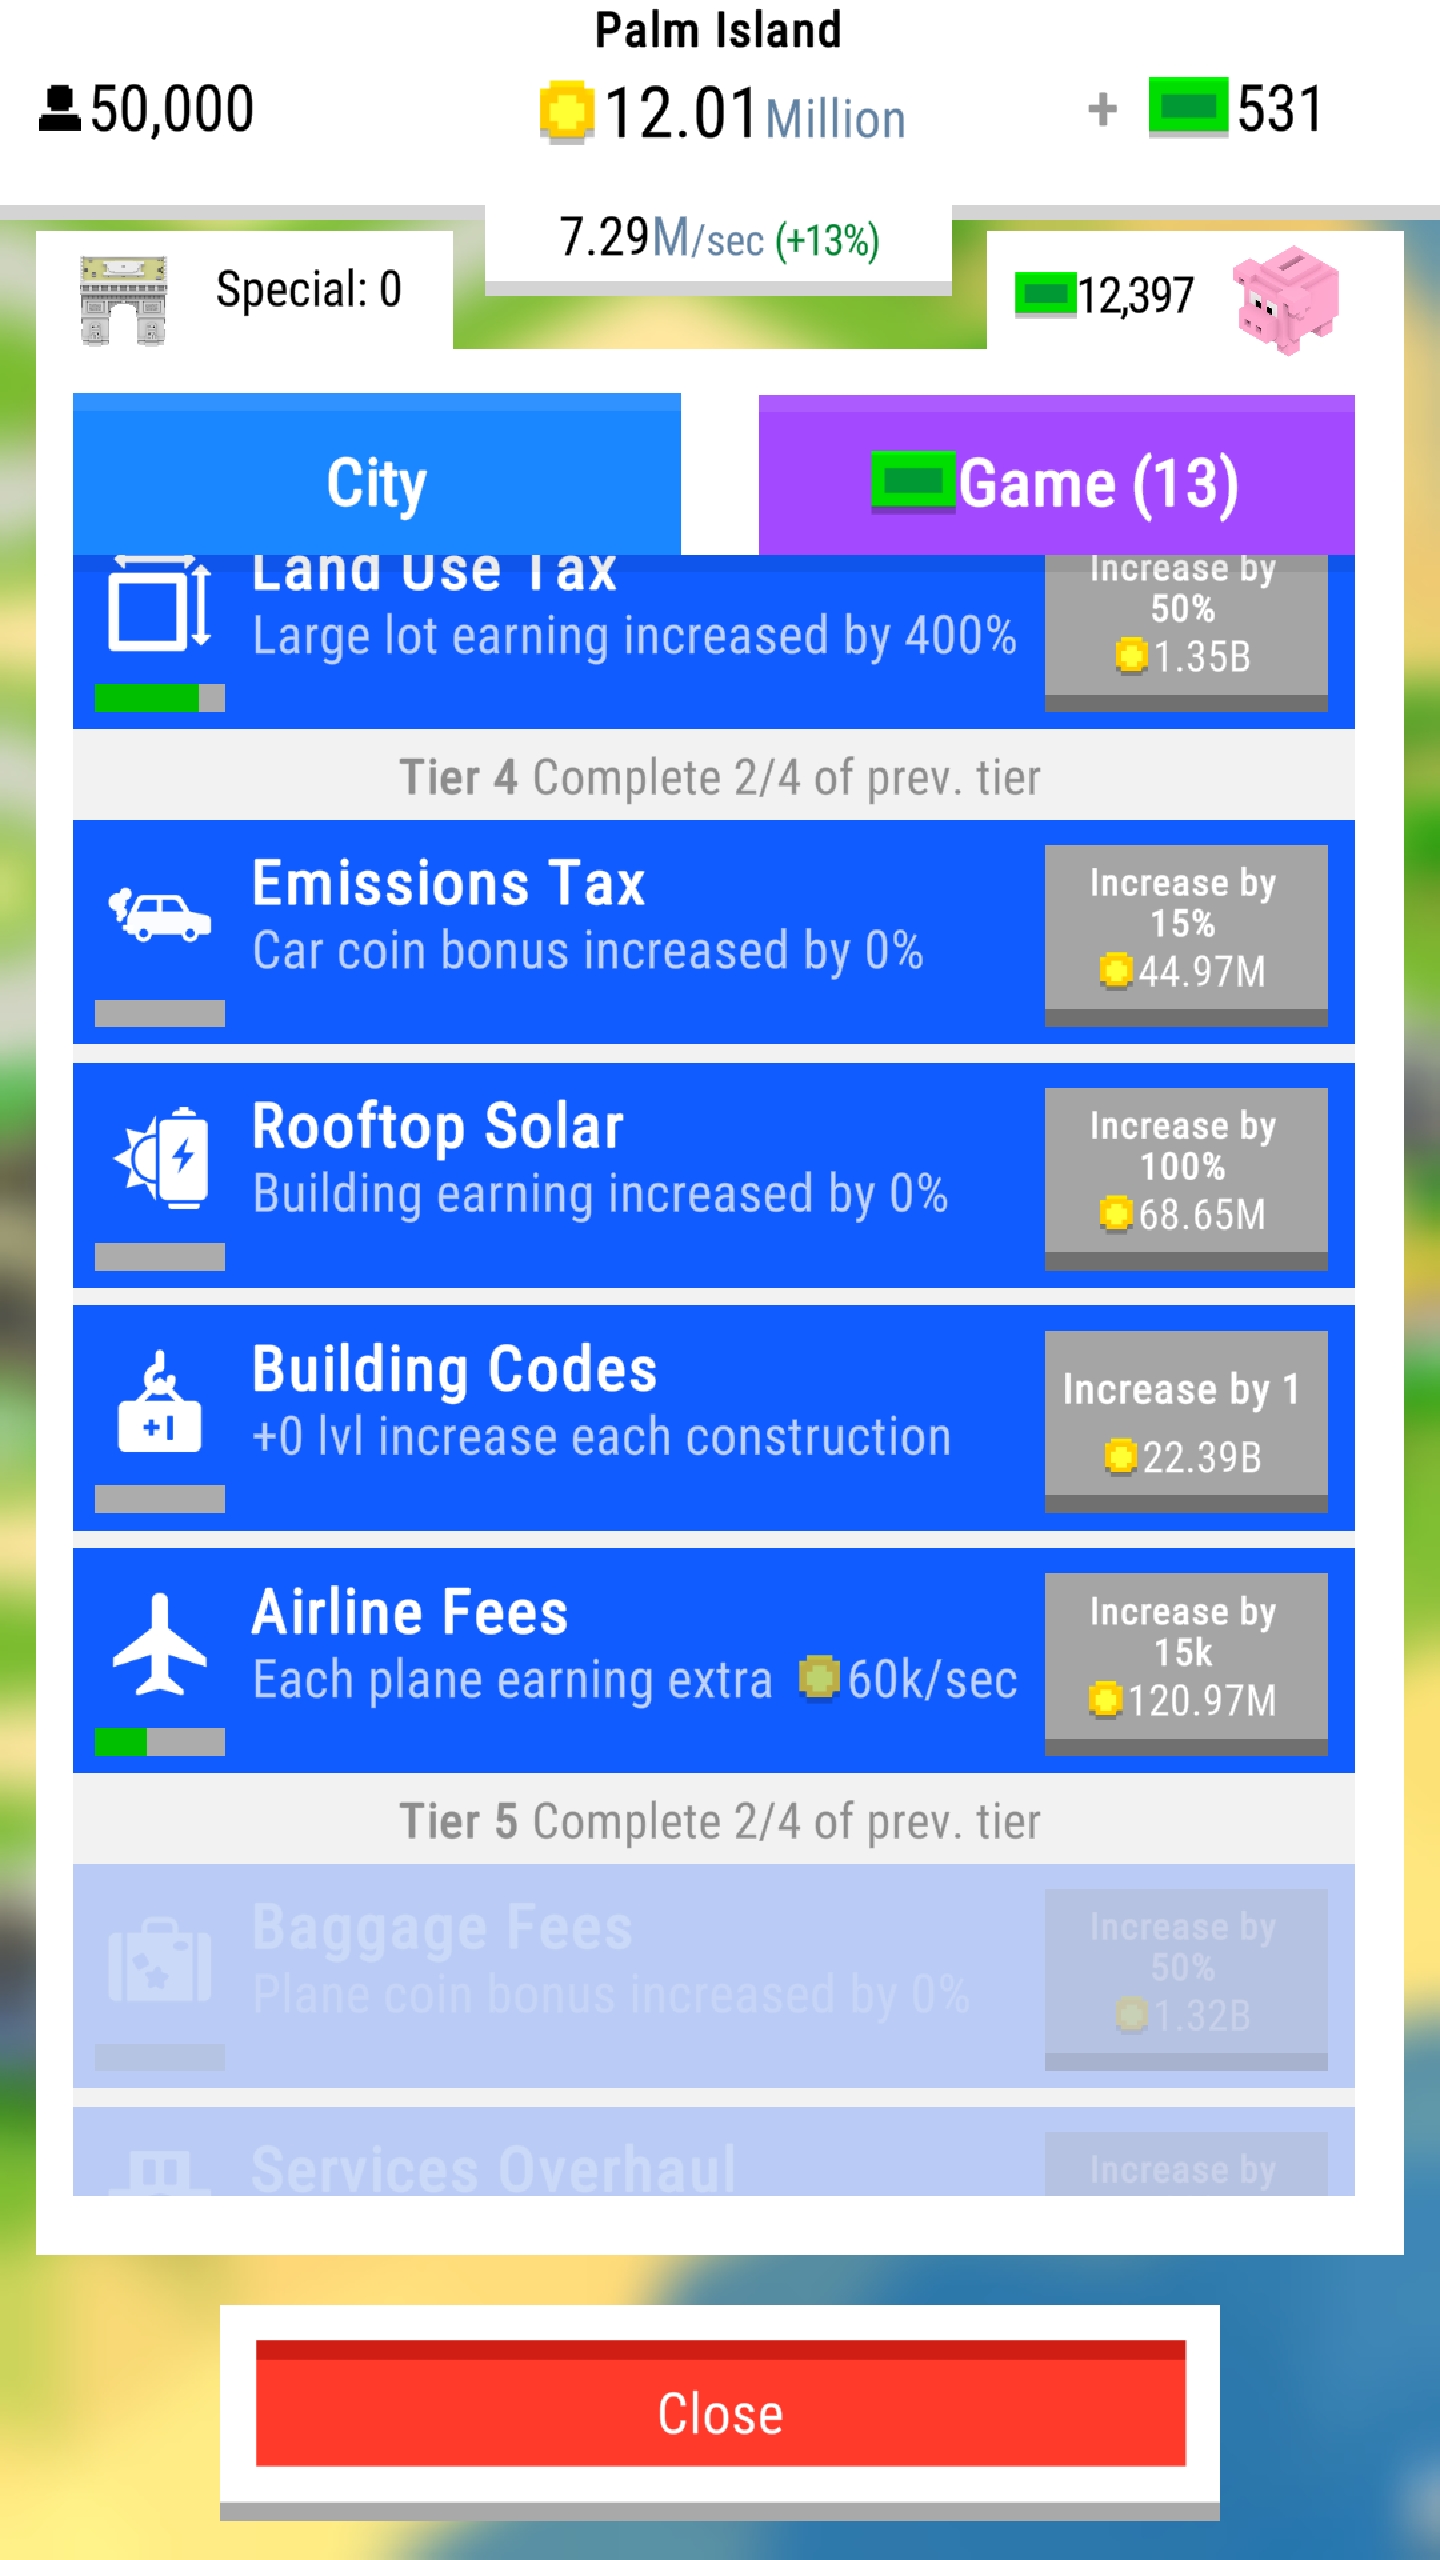 Palm Island
50,000
12.01 Million
+ 531
7.29M/sec (+13%)
Special: 0
12,397
City
Game (13)
Land Use Tax
Large lot earning increased by 400%
Increase by
50%
1.35B
Tier 4 Complete 2/4 of prev. tier
Emissions Tax
Car coin bonus increased by 0%
Increase by
15%
44.97M
Rooftop Solar
Building earning increased by 0%
Increase by
100%
68.65M
Building Codes
+0 lvl increase each construction
+1
Increase by 1
22.39B
Airline Fees
Each plane earning extra 60k/sec
Increase by
15k
120.97M
Tier 5 Complete 2/4 of prev. tier
Baggage Fees
Plane coin bonus increased by 0%
Increase by
50%
1.32B
Services Overhaul
Increase by
Close